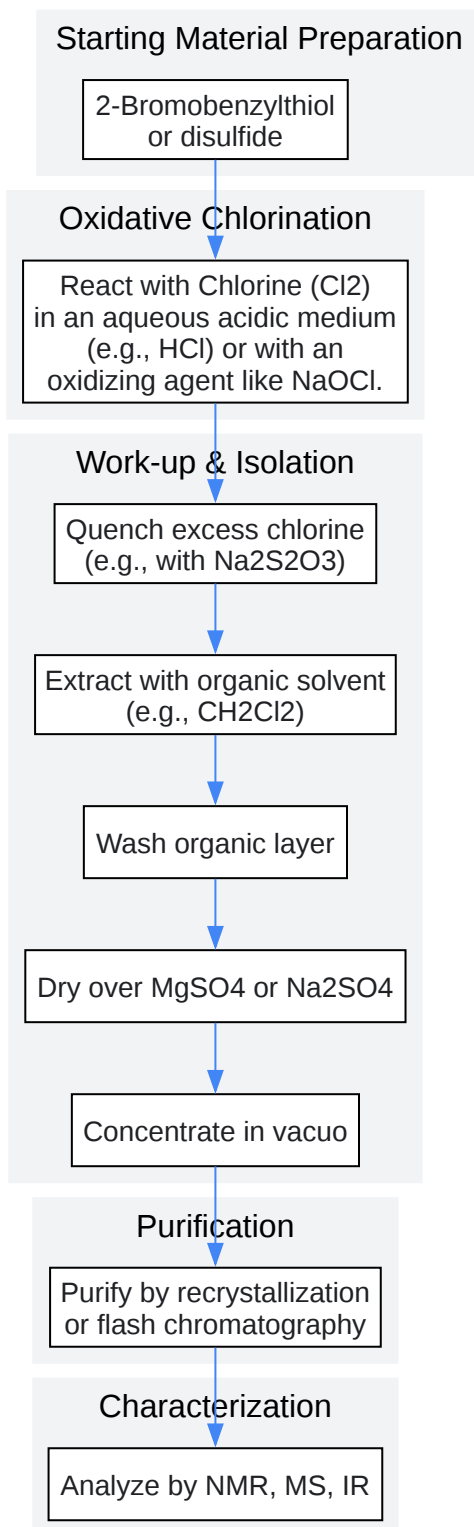 Starting Material Preparation
2-Bromobenzylthiol
or disulfide
Oxidative Chlorination
React with Chlorine (Cl2)
in an aqueous acidic medium
(e.g., HCl) or with an
oxidizing agent like NaOCl.
Work-up & Isolation
Quench excess chlorine
(e.g., with Na2S2O3)
Extract with organic solvent
(e.g., CH2Cl2)
Wash organic layer
Dry over MgSO4 or Na2SO4
Concentrate in vacuo
Purification
Purify by recrystallization
or flash chromatography
Characterization
Analyze by NMR, MS, IR